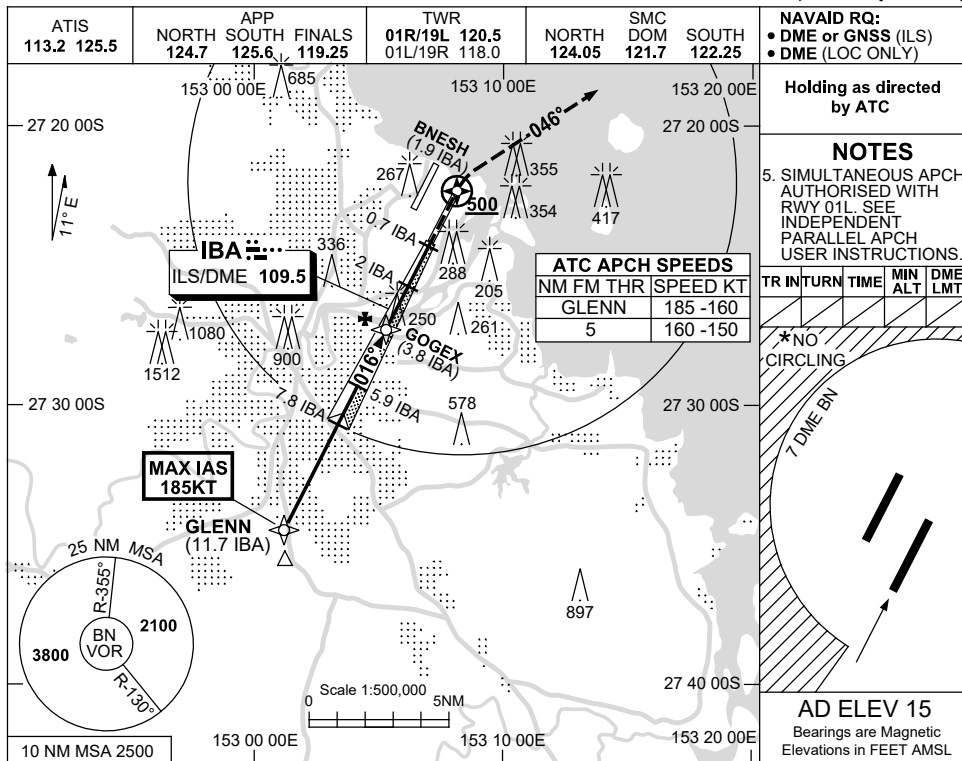 ATIS
113.2 125.5
APP
NORTH SOUTH FINALS
124.7 125.6 119.25
TWR
01R/19L 120.5
01L/19R 118.0
SMC
NORTH DOM SOUTH
124.05 121.7 122.25
NAVAID RQ:
• DME or GNSS (ILS)
• DME (LOC ONLY)
Holding as directed
by ATC
NOTES
5. SIMULTANEOUS APCH
AUTHORISED WITH
RWY 01L. SEE
INDEPENDENT
PARALLEL APCH
USER INSTRUCTIONS.
TR IN TURN TIME MIN ALT DME LMT
*NO
CIRCLING
7 DME BN
AD ELEV 15
Bearings are Magnetic
Elevations in FEET AMSL
153 00 00E
685
153 10 00E
153 20 00E
27 20 00S
27 20 00S
11° E
BNESH
(1.9 IBA)
046°
267
355
354
417
500
0.7 IBA
IBA
ILS/DME 109.5
336
2 IBA
288
205
ATC APCH SPEEDS
NM FM THR SPEED KT
GLENN 185 -160
5 160 -150
1080
1512
900
250
261
GOGEX
(3.8 IBA)
016°
7.8 IBA
5.9 IBA
27 30 00S
27 30 00S
578
MAX IAS
185KT
GLENN
(11.7 IBA)
897
25 NM MSA
R-355°
BN
VOR
3800
2100
R-130°
10 NM MSA 2500
Scale 1:500,000
0 5NM
27 40 00S
153 00 00E
153 10 00E
153 20 00E